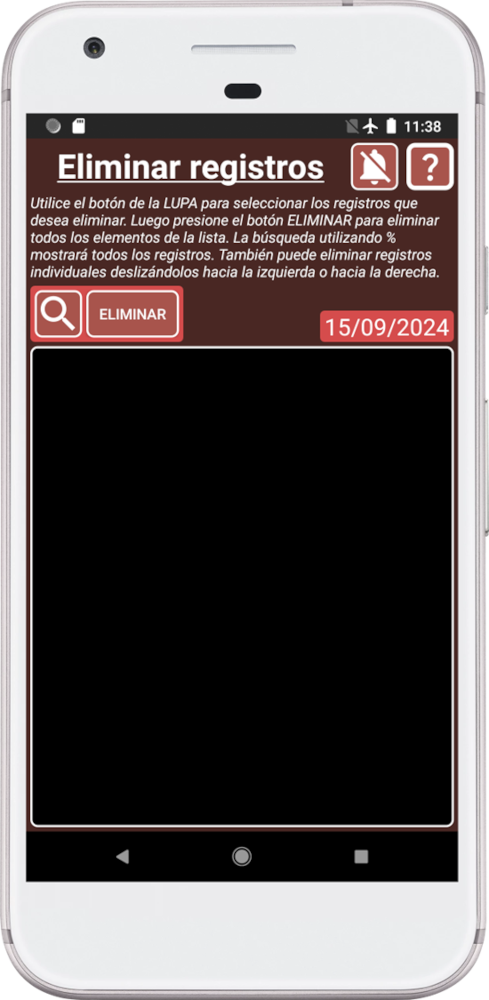 11:38
Eliminar registros
?
Utilice el botón de la LUPA para seleccionar los registros que
desea eliminar. Luego presione el botón ELIMINAR para eliminar
todos los elementos de la lista. La búsqueda utilizando %
mostrará todos los registros. También puede eliminar registros
individuales deslizándolos hacia la izquierda o hacia la derecha.
ELIMINAR
15/09/2024